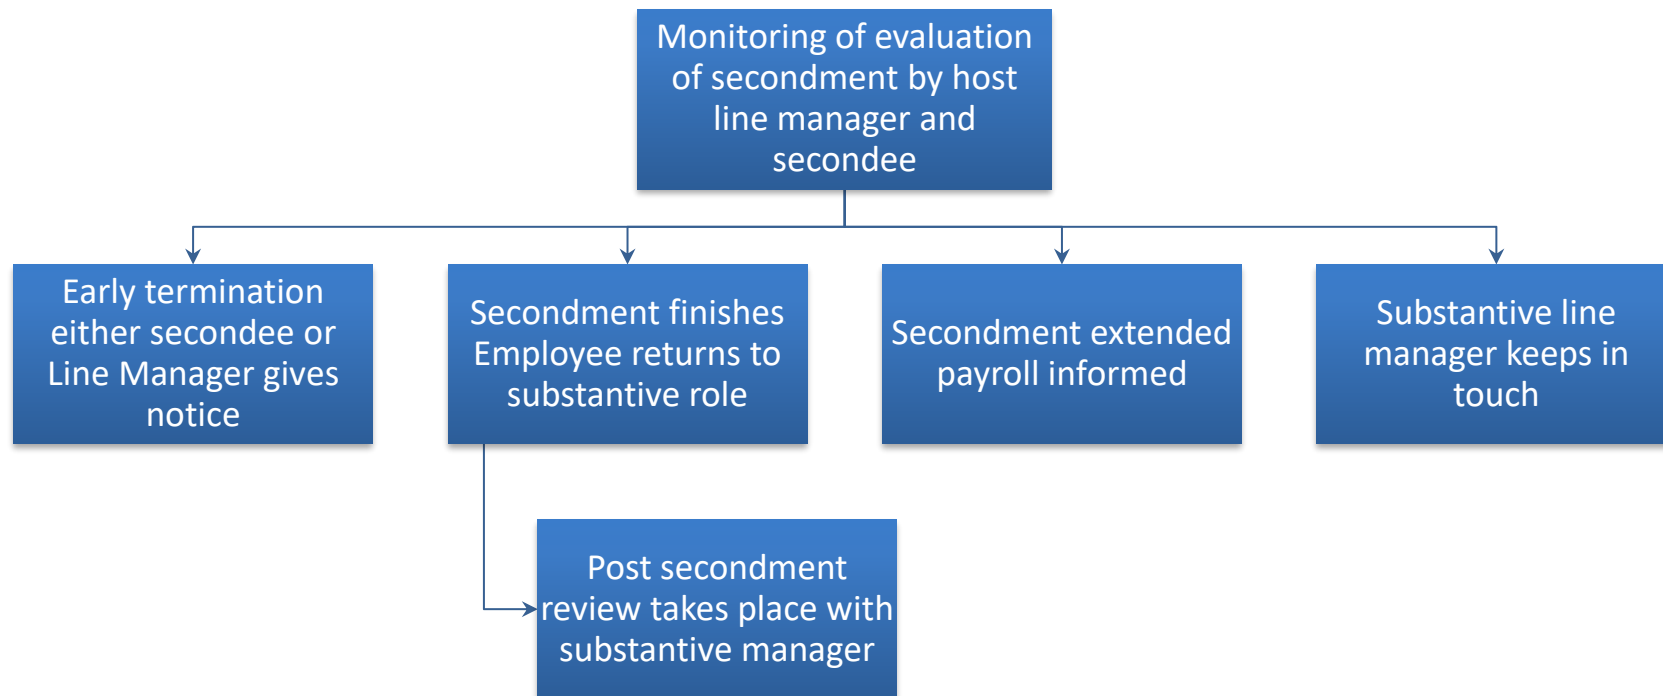 Monitoring of evaluation
of secondment by host
line manager and
secondee
Early termination
either secondee or
Line Manager gives
notice
Secondment finishes
Employee returns to
substantive role
Secondment extended
payroll informed
Substantive line
manager keeps in
touch
Post secondment
review takes place with
substantive manager